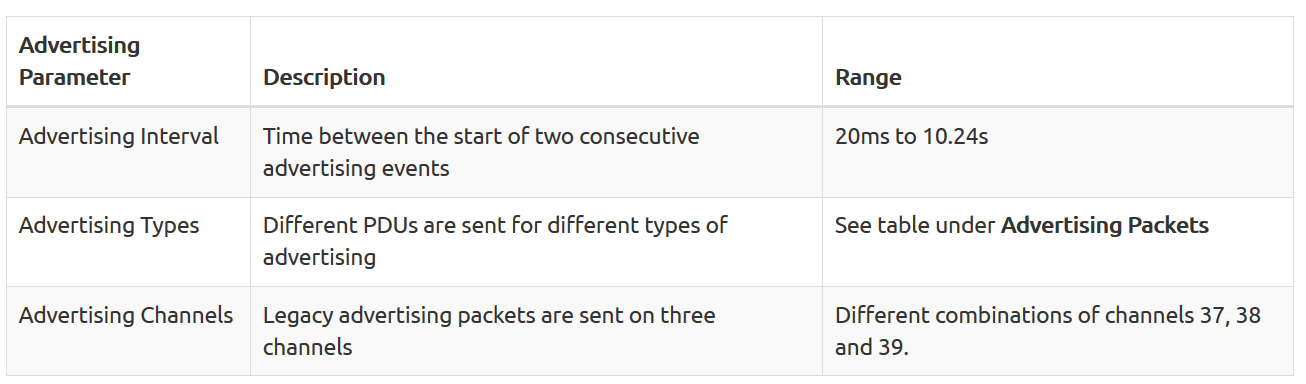 Advertising
Parameter
Description
Range
Advertising Interval
Time between the start of two consecutive
advertising events
20ms to 10.24s
Advertising Types
Different PDUs are sent for different types of
advertising
See table under Advertising Packets
Advertising Channels
Legacy advertising packets are sent on three
channels
Different combinations of channels 37, 38
and 39.